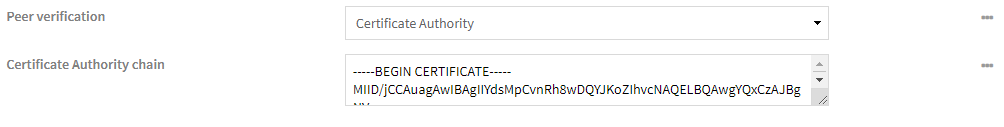 Peer verification
Certificate Authority
Certificate Authority chain
-----BEGIN CERTIFICATE-----
MIID/jCCAuagAwIBAgIIYdsMpCvnRh8wDQYJKoZIhvcNAQELBQAwgYQxCzAJBg